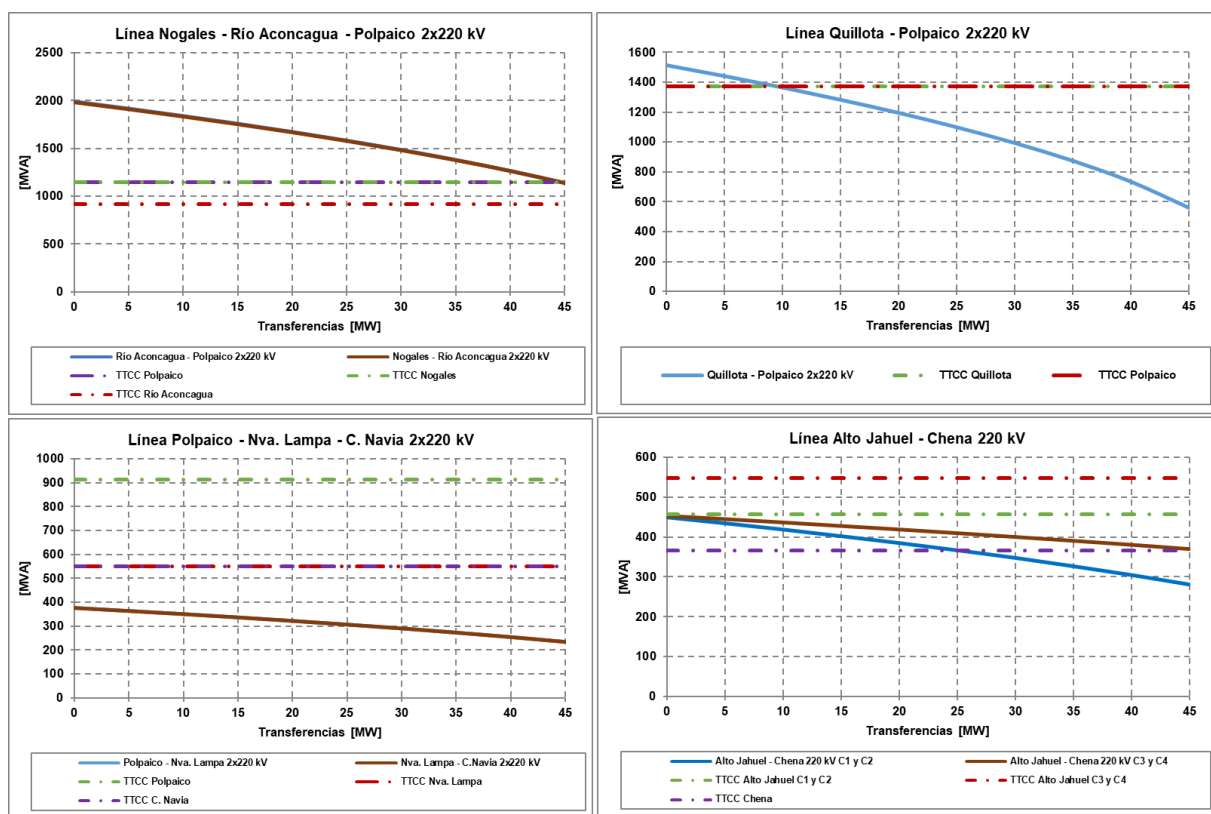 Línea Nogales - Río Aconcagua - Polpaico 2x220 kV
2500
2000
1500
1000
500
0
[MVA]
0 5 10 15 20 25 30 35 40 45
Transferencias [MW]
Río Aconcagua - Polpaico 2x220 kV Nogales - Río Aconcagua 2x220 kV
TTCC Polpaico TTCC Nogales
TTCC Río Aconcagua
Línea Quillota - Polpaico 2x220 kV
1600
1400
1200
1000
800
600
400
200
0
[MVA]
0 5 10 15 20 25 30 35 40 45
Transferencias [MW]
Quillota - Polpaico 2x220 kV TTCC Quillota TTCC Polpaico
Línea Polpaico - Nva. Lampa - C. Navia 2x220 kV
1000
900
800
700
600
500
400
300
200
100
0
[MVA]
0 5 10 15 20 25 30 35 40 45
Transferencias [MW]
Polpaico - Nva. Lampa 2x220 kV Nva. Lampa - C.Navia 2x220 kV
TTCC Polpaico TTCC Nva. Lampa
TTCC C. Navia
Línea Alto Jahuel - Chena 220 kV
600
500
400
300
200
100
0
[MVA]
0 5 10 15 20 25 30 35 40 45
Transferencias [MW]
Alto Jahuel - Chena 220 kV C1 y C2 Alto Jahuel - Chena 220 kV C3 y C4
TTCC Alto Jahuel C1 y C2 TTCC Alto Jahuel C3 y C4
TTCC Chena